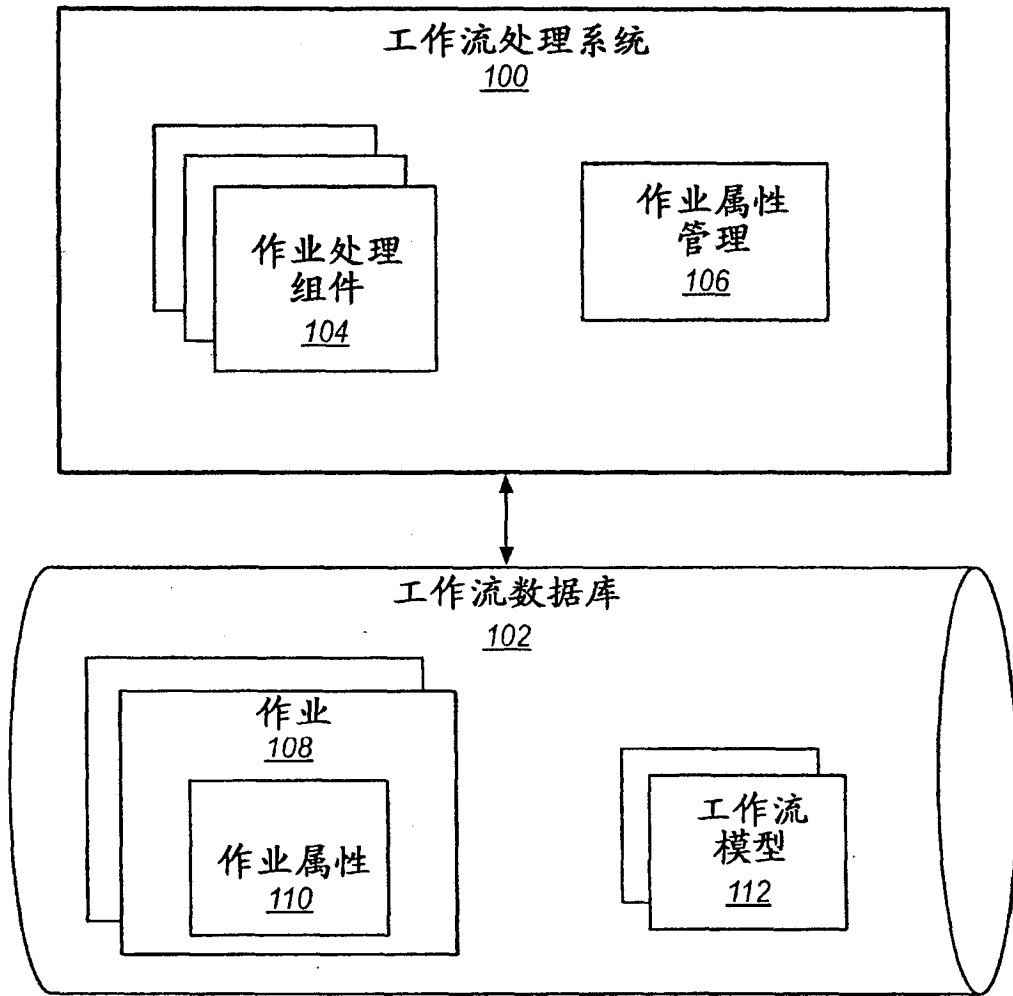 工作流处理系统
100
作业处理
组件
104
作业属性
管理
106
工作流数据库
102
作业
108
作业属性
110
工作流
模型
112